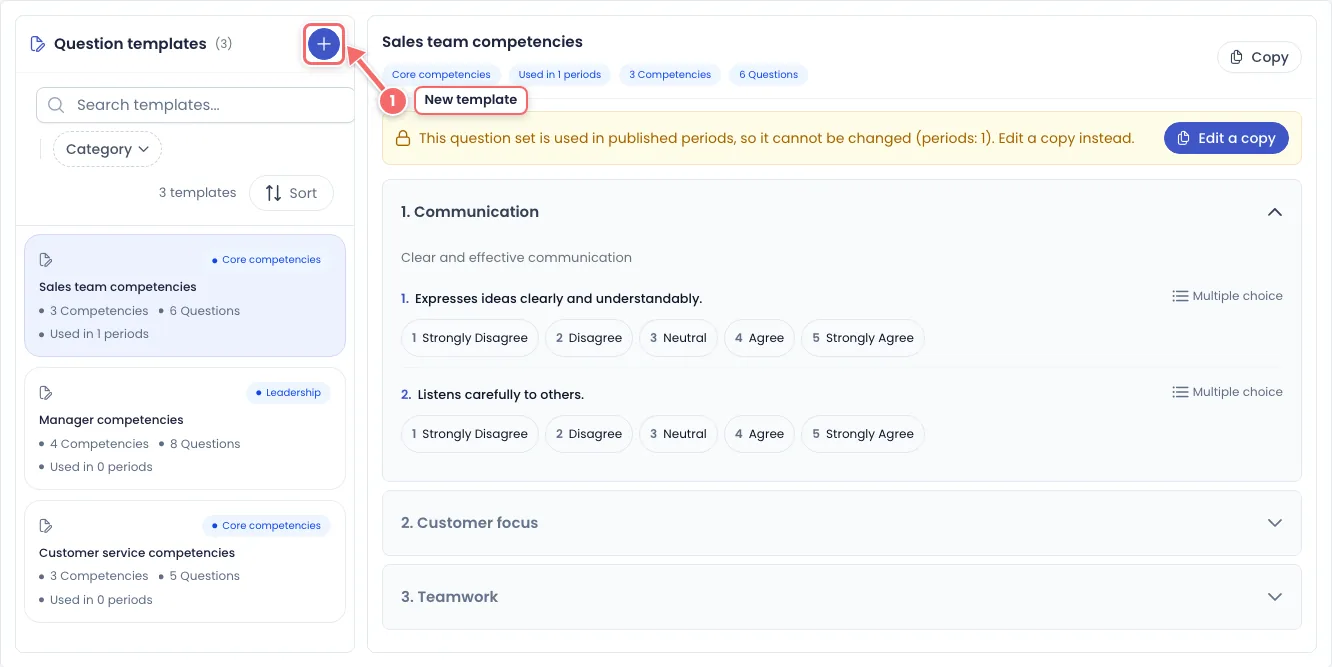 Question templates (3)
Search templates...
Category
3 templates
Sort
Core competencies
Sales team competencies
• 3 Competencies • 6 Questions
• Used in 1 periods
Leadership
Manager competencies
• 4 Competencies • 8 Questions
• Used in 0 periods
Core competencies
Customer service competencies
• 3 Competencies • 5 Questions
• Used in 0 periods
1
New template
Sales team competencies
Copy
Core competencies Used in 1 periods 3 Competencies 6 Questions
This question set is used in published periods, so it cannot be changed (periods: 1). Edit a copy instead.
Edit a copy
1. Communication
Clear and effective communication
1. Expresses ideas clearly and understandably.
Multiple choice
1 Strongly Disagree 2 Disagree 3 Neutral 4 Agree 5 Strongly Agree
2. Listens carefully to others.
Multiple choice
1 Strongly Disagree 2 Disagree 3 Neutral 4 Agree 5 Strongly Agree
2. Customer focus
3. Teamwork